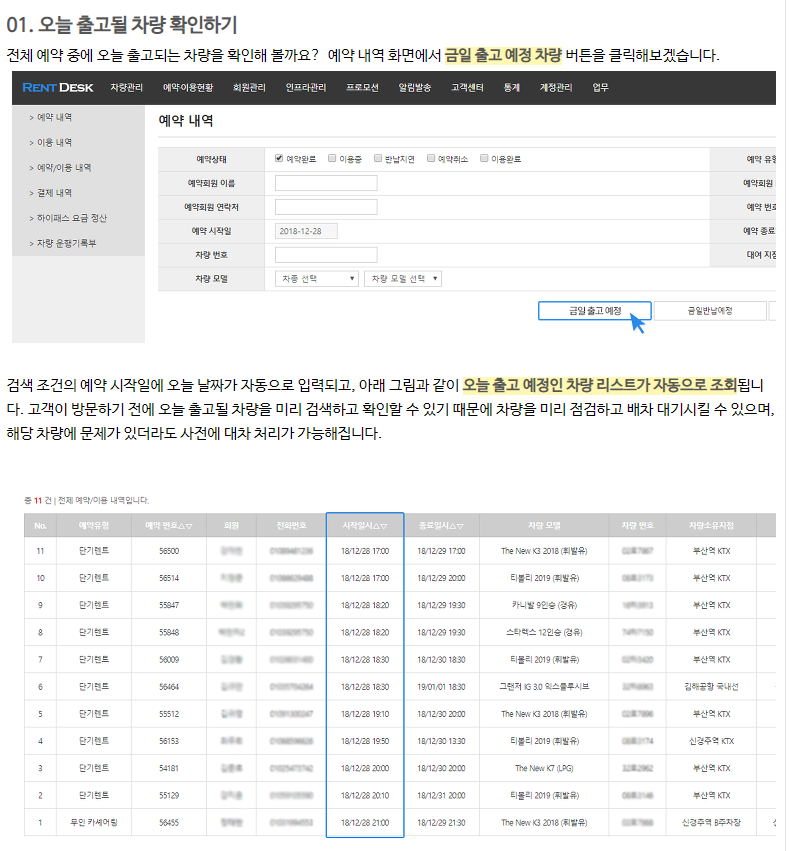 01. 오늘 출고될 차량 확인하기
전체 예약 중에 오늘 출고되는 차량을 확인해 볼까요? 예약 내역 화면에서 금일 출고 예정 차량 버튼을 클릭해보겠습니다.
RENT DESK 차량관리 예약·이용현황 회원관리 인프라관리 프로모션 알림발송 고객센터 통계 계정관리 업무
> 예약 내역
> 이용 내역
> 예약/이용 내역
> 결제 내역
> 하이패스 요금 정산
> 차량 운행기록부
예약 내역
예약상태 예약완료 이용중 반납지연 예약취소 이용완료 예약 유형
예약회원 이름 예약회원
예약회원 연락처 예약 번호
예약 시작일 2018-12-28 예약 종료
차량 번호 대여 지점
차량 모델 차종 선택 ▼ 차량 모델 선택 ▼
금일 출고 예정 금일반납예정
검색 조건의 예약 시작일에 오늘 날짜가 자동으로 입력되고, 아래 그림과 같이 오늘 출고 예정인 차량 리스트가 자동으로 조회됩니
다. 고객이 방문하기 전에 오늘 출고될 차량을 미리 검색하고 확인할 수 있기 때문에 차량을 미리 점검하고 배차 대기시킬 수 있으며,
해당 차량에 문제가 있더라도 사전에 대차 처리가 가능해집니다.
총 11 건 | 전체 예약/이용 내역입니다.
No. 예약유형 예약 번호△▽ 회원 전화번호 시작일시△▽ 종료일시△▽ 차량 모델 차량 번호 차량소유지점
11 단기렌트 56500 18/12/28 17:00 18/12/29 17:00 The New K3 2018 (휘발유) 부산역 KTX
10 단기렌트 56514 18/12/28 17:00 18/12/29 20:00 티볼리 2019 (휘발유) 부산역 KTX
9 단기렌트 55847 18/12/28 18:20 18/12/29 19:30 카니발 9인승 (경유) 부산역 KTX
8 단기렌트 55848 18/12/28 18:20 18/12/29 19:30 스타렉스 12인승 (경유) 부산역 KTX
7 단기렌트 56009 18/12/28 18:30 18/12/30 18:30 티볼리 2019 (휘발유) 부산역 KTX
6 단기렌트 56464 18/12/28 18:30 19/01/01 18:30 그랜저 IG 3.0 익스클루시브 김해공항 국내선
5 단기렌트 55512 18/12/28 19:10 18/12/30 20:00 The New K3 2018 (휘발유) 부산역 KTX
4 단기렌트 56153 18/12/28 19:50 18/12/30 13:30 티볼리 2019 (휘발유) 신경주역 KTX
3 단기렌트 54181 18/12/28 20:00 18/12/30 20:00 The New K7 (LPG) 부산역 KTX
2 단기렌트 55129 18/12/28 20:10 18/12/31 20:00 티볼리 2019 (휘발유) 부산역 KTX
1 무인 카셰어링 56455 18/12/28 21:00 18/12/29 21:30 The New K3 2018 (휘발유) 신경주역 B주차장